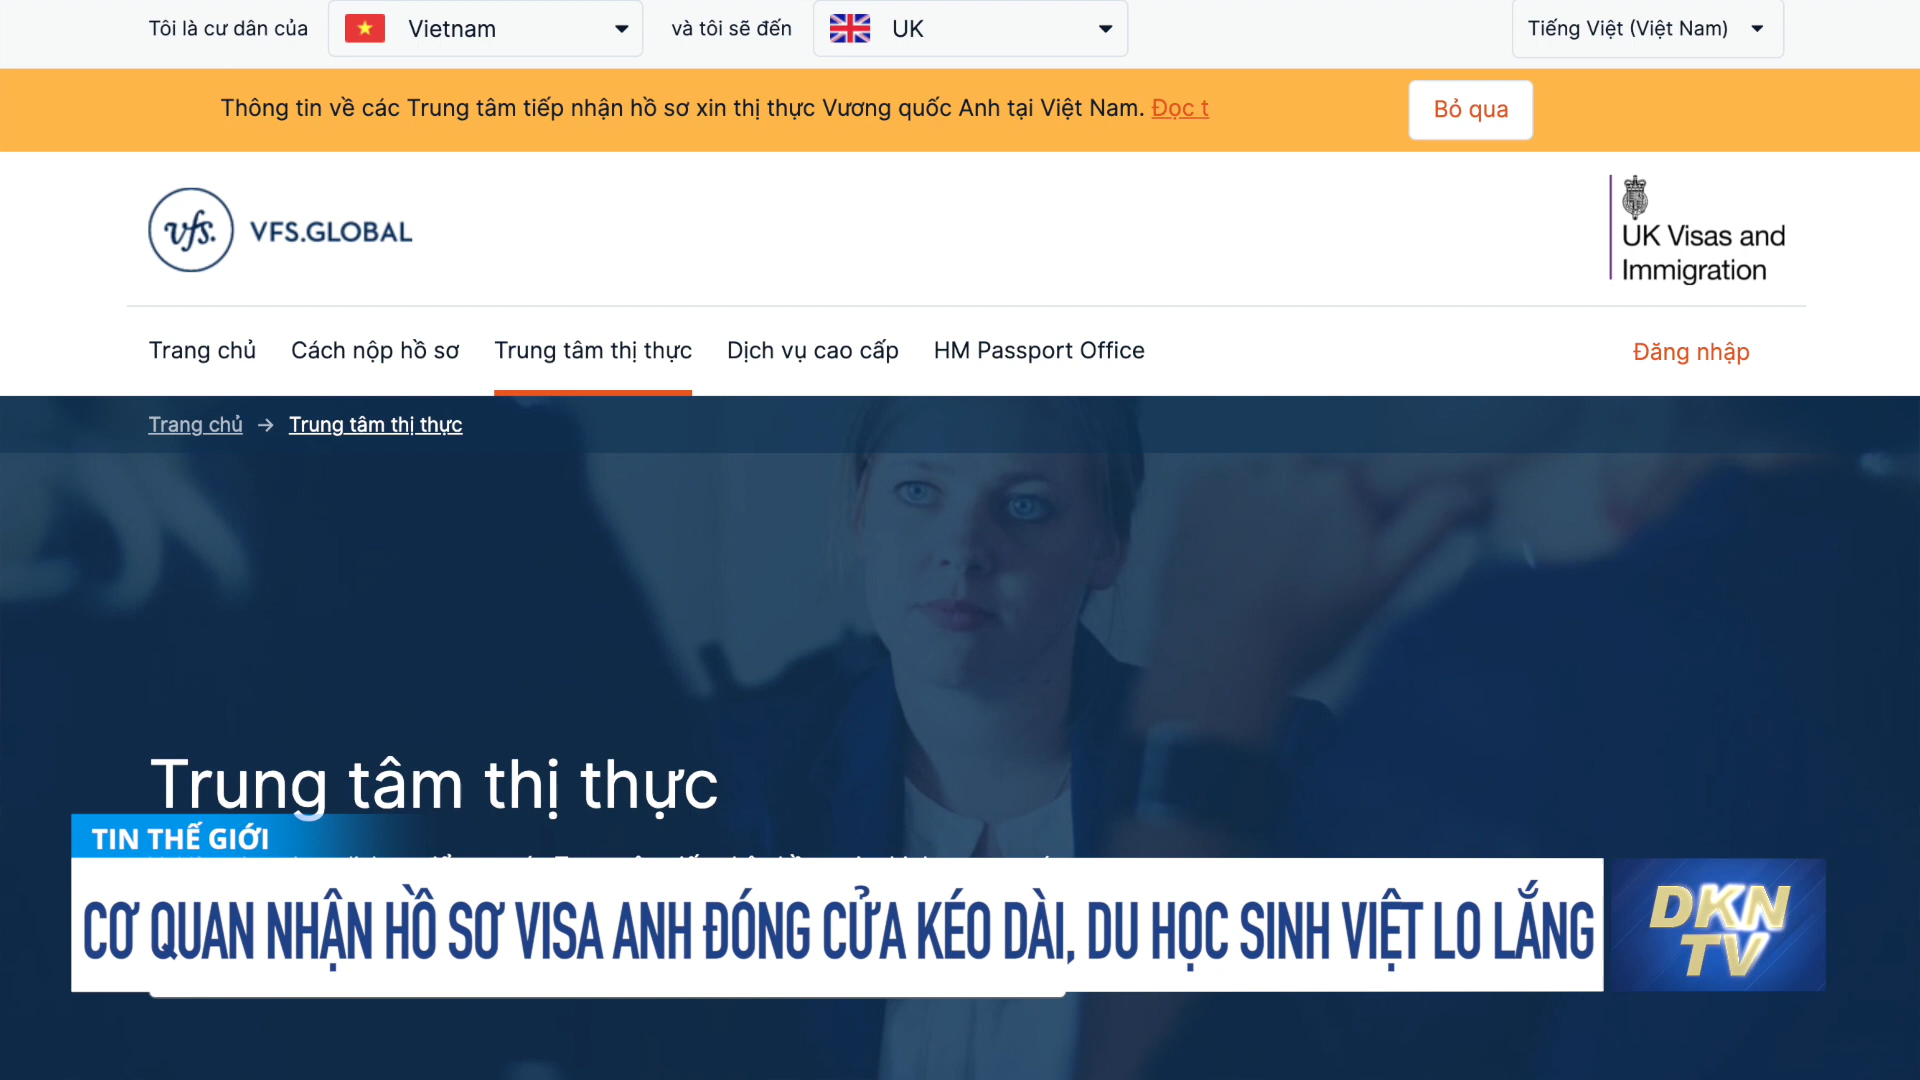 Tôi là cư dân của
Vietnam
và tôi sẽ đến
UK
Tiếng Việt (Việt Nam)
Thông tin về các Trung tâm tiếp nhận hồ sơ xin thị thực Vương quốc Anh tại Việt Nam. Đọc t
Bỏ qua
vfs. VFS.GLOBAL
UK Visas and
Immigration
Trang chủ
Cách nộp hồ sơ
Trung tâm thị thực
Dịch vụ cao cấp
HM Passport Office
Đăng nhập
Trang chủ → Trung tâm thị thực
Trung tâm thị thực
TIN THẾ GIỚI
CƠ QUAN NHẬN HỒ SƠ VISA ANH ĐÓNG CỬA KÉO DÀI, DU HỌC SINH VIỆT LO LẮNG
DKN
TV